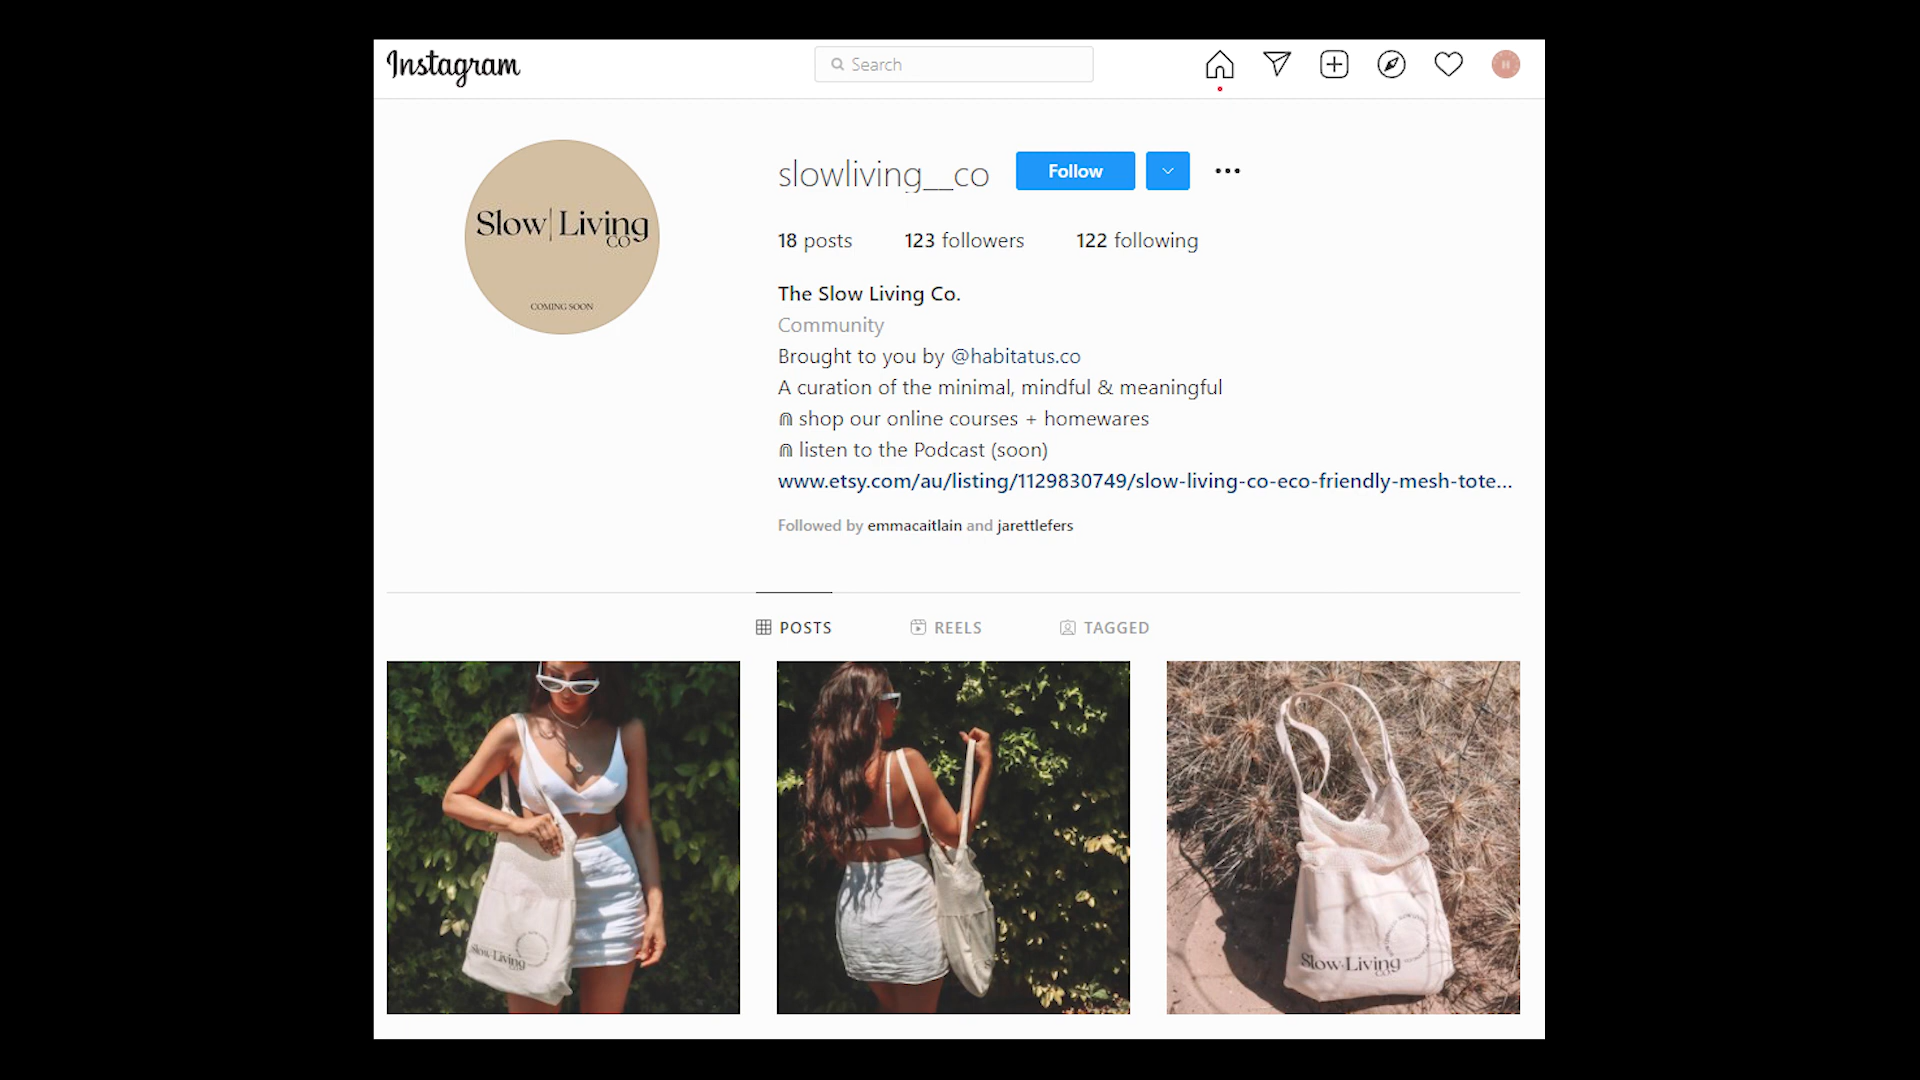 Instagram
Search
H
Slow|Living
CO
COMING SOON
slowliving__co
Follow
18 posts 123 followers 122 following
The Slow Living Co.
Community
Brought to you by @habitatus.co
A curation of the minimal, mindful & meaningful
⋒ shop our online courses + homewares
⋒ listen to the Podcast (soon)
www.etsy.com/au/listing/1129830749/slow-living-co-eco-friendly-mesh-tote...
Followed by emmacaitlain and jarettlefers
POSTS REELS TAGGED
Slow·Living
Slow·Living
CO